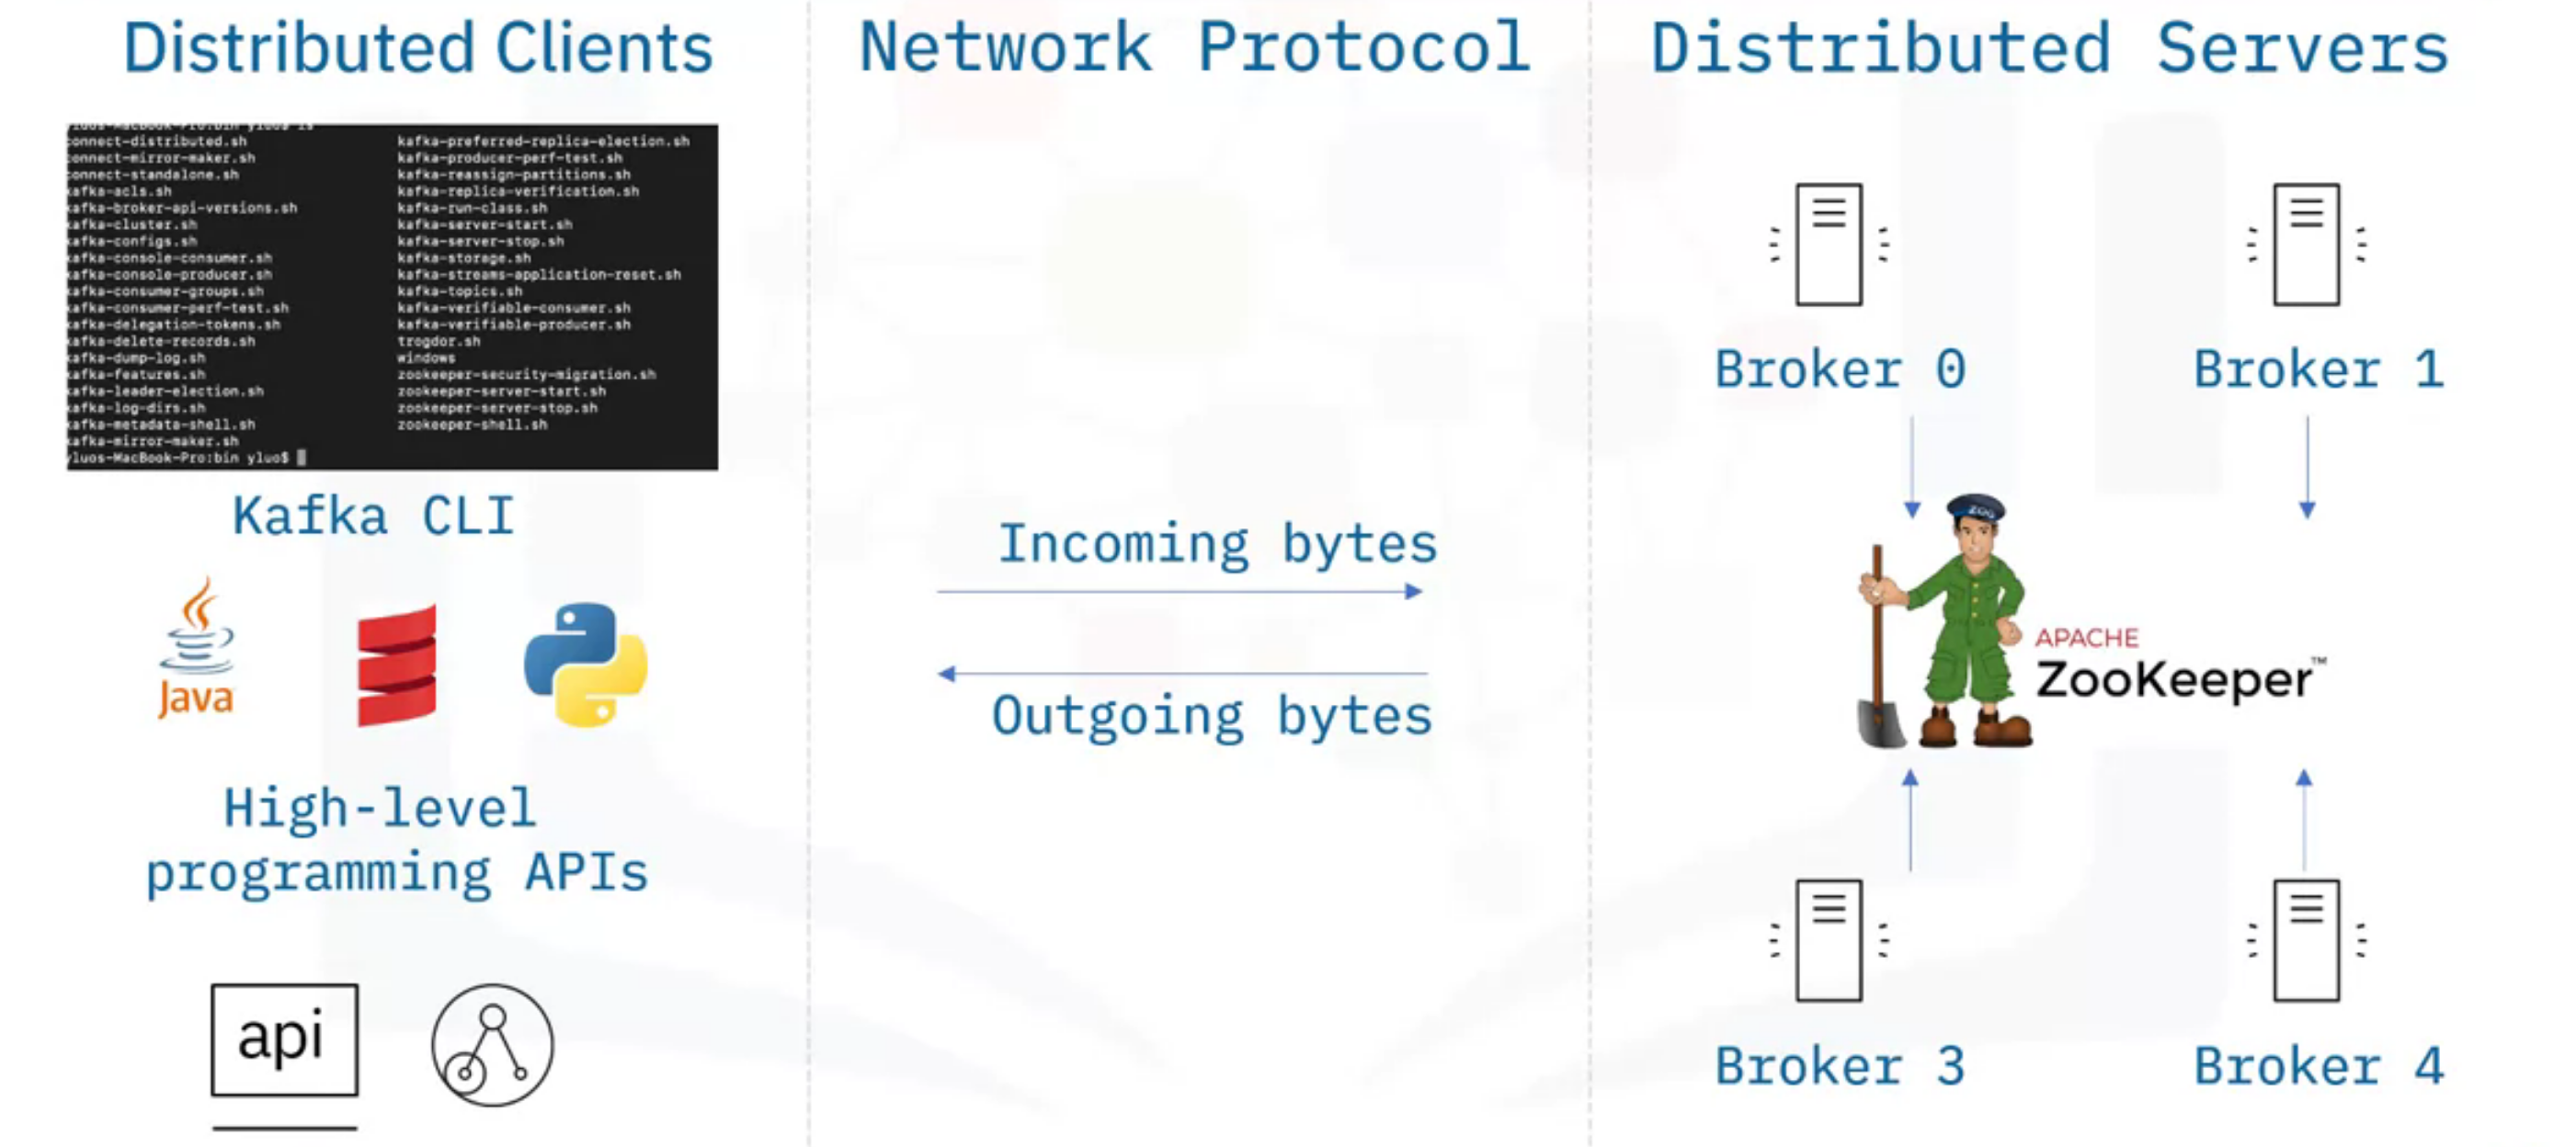 Distributed Clients
yluos-MacBook-Pro:bin yluo$ ls
connect-distributed.sh
connect-mirror-maker.sh
connect-standalone.sh
kafka-acls.sh
kafka-broker-api-versions.sh
kafka-cluster.sh
kafka-configs.sh
kafka-console-consumer.sh
kafka-console-producer.sh
kafka-consumer-groups.sh
kafka-consumer-perf-test.sh
kafka-delegation-tokens.sh
kafka-delete-records.sh
kafka-dump-log.sh
kafka-features.sh
kafka-leader-election.sh
kafka-log-dirs.sh
kafka-metadata-shell.sh
kafka-mirror-maker.sh
yluos-MacBook-Pro:bin yluo$
kafka-preferred-replica-election.sh
kafka-producer-perf-test.sh
kafka-reassign-partitions.sh
kafka-replica-verification.sh
kafka-run-class.sh
kafka-server-start.sh
kafka-server-stop.sh
kafka-storage.sh
kafka-streams-application-reset.sh
kafka-topics.sh
kafka-verifiable-consumer.sh
kafka-verifiable-producer.sh
trogdor.sh
windows
zookeeper-security-migration.sh
zookeeper-server-start.sh
zookeeper-server-stop.sh
zookeeper-shell.sh
Kafka CLI
Java
High-level
programming APIs
api
Network Protocol
Incoming bytes
Outgoing bytes
Distributed Servers
Broker 0
Broker 1
ZOO
APACHE
ZooKeeper™
Broker 3
Broker 4